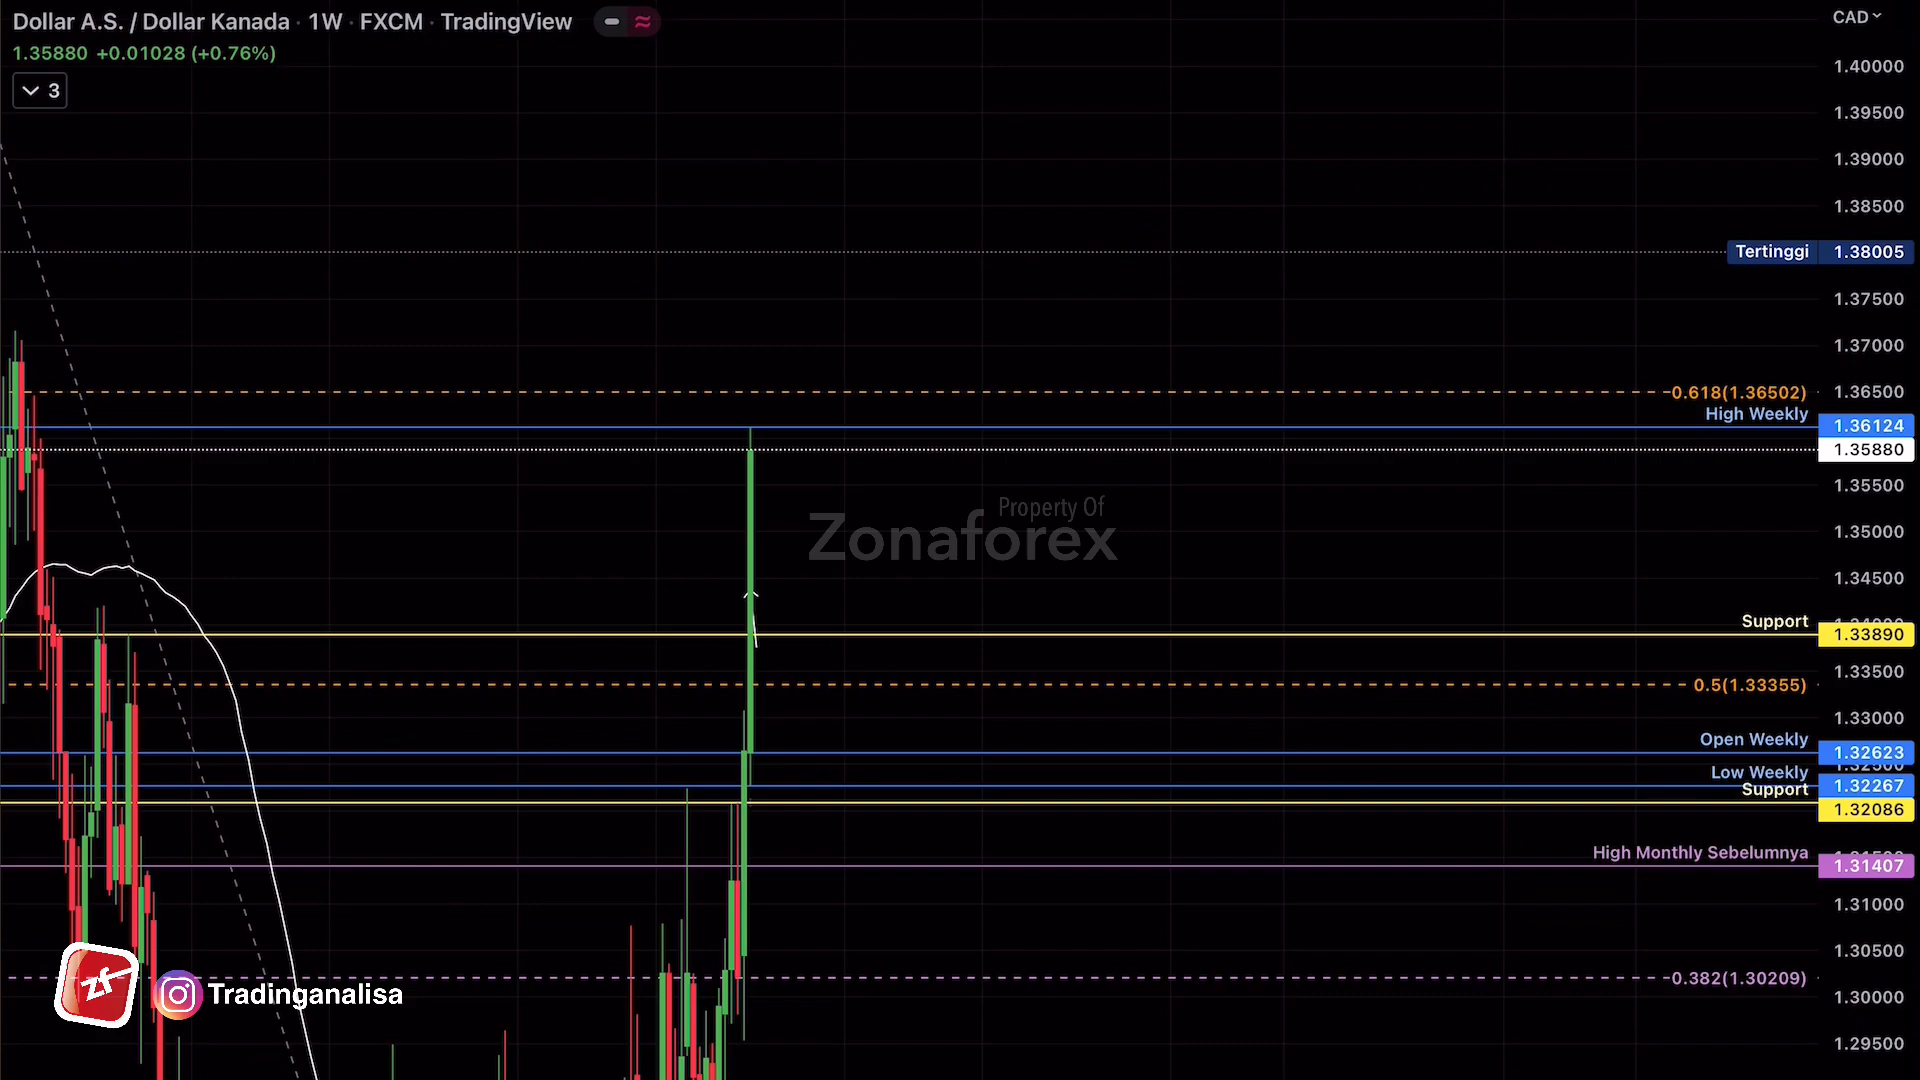 Dollar A.S. / Dollar Kanada · 1W · FXCM · TradingView
1.35880 +0.01028 (+0.76%)
3
CAD
1.40000
1.39500
1.39000
1.38500
Tertinggi 1.38005
1.37500
1.37000
1.36500
0.618(1.36502)
High Weekly
1.36124
1.35880
1.35500
Property Of
Zonaforex
1.35000
1.34500
Support
1.33890
1.33500
0.5(1.33355)
1.33000
Open Weekly
1.32623
Low Weekly
1.32267
Support
1.32086
High Monthly Sebelumnya
1.31407
1.31000
1.30500
0.382(1.30209)
zf
Tradinganalisa
1.30000
1.29500